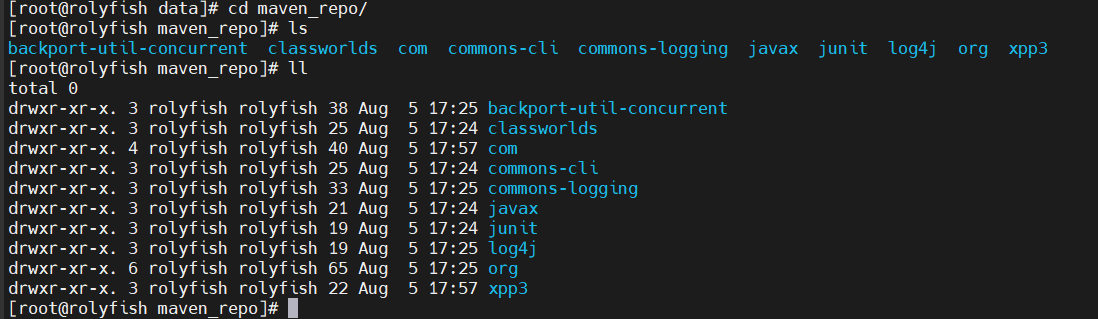 [root@rolyfish data]# cd maven_repo/
[root@rolyfish maven_repo]# ls
backport-util-concurrent  classworlds  com  commons-cli  commons-logging  javax  junit  log4j  org  xpp3
[root@rolyfish maven_repo]# ll
total 0
drwxr-xr-x. 3 rolyfish rolyfish 38 Aug  5 17:25 backport-util-concurrent
drwxr-xr-x. 3 rolyfish rolyfish 25 Aug  5 17:24 classworlds
drwxr-xr-x. 4 rolyfish rolyfish 40 Aug  5 17:57 com
drwxr-xr-x. 3 rolyfish rolyfish 25 Aug  5 17:24 commons-cli
drwxr-xr-x. 3 rolyfish rolyfish 33 Aug  5 17:25 commons-logging
drwxr-xr-x. 3 rolyfish rolyfish 21 Aug  5 17:24 javax
drwxr-xr-x. 3 rolyfish rolyfish 19 Aug  5 17:24 junit
drwxr-xr-x. 3 rolyfish rolyfish 19 Aug  5 17:25 log4j
drwxr-xr-x. 6 rolyfish rolyfish 65 Aug  5 17:25 org
drwxr-xr-x. 3 rolyfish rolyfish 22 Aug  5 17:57 xpp3
[root@rolyfish maven_repo]#